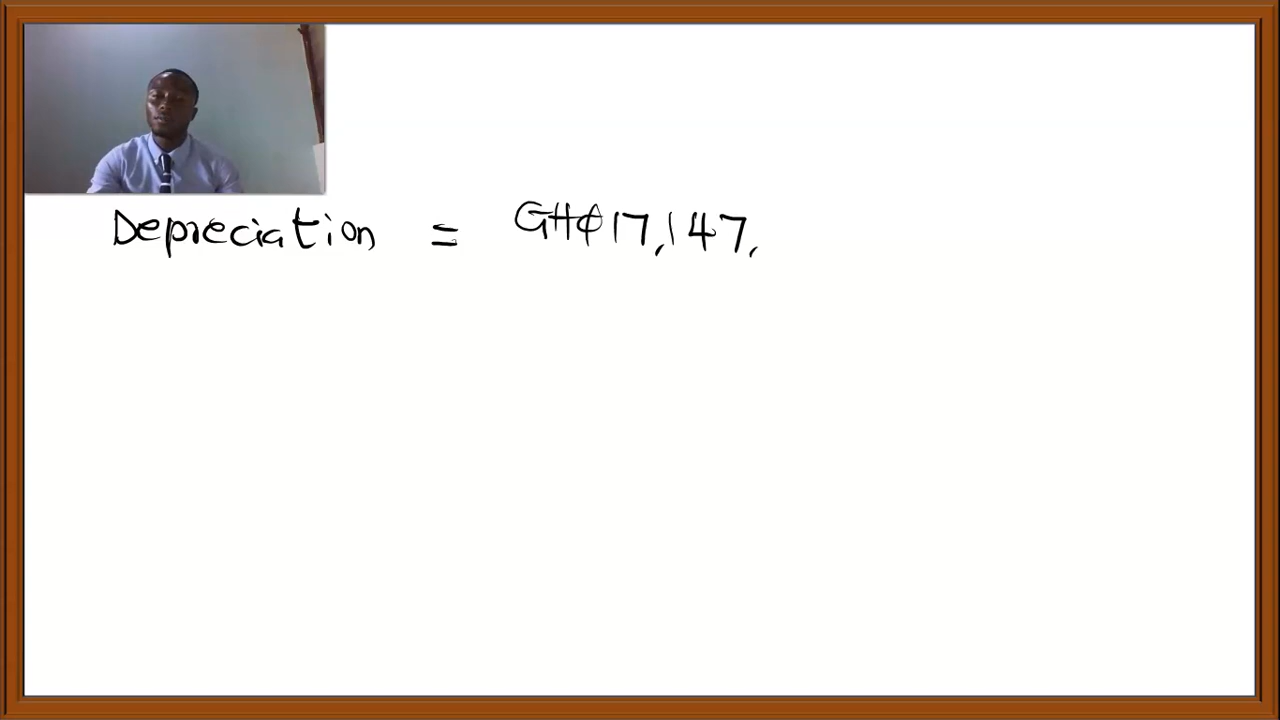 Depreciation = GH¢17,147,